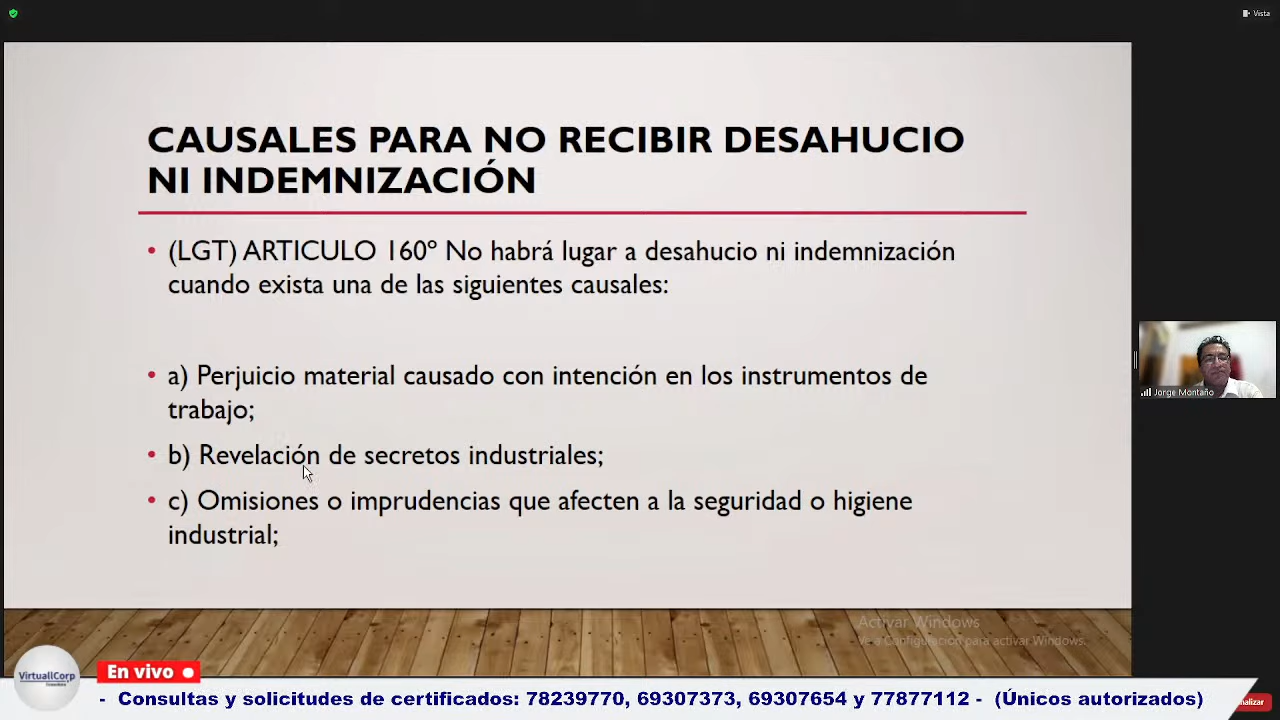 Vista
CAUSALES PARA NO RECIBIR DESAHUCIO
NI INDEMNIZACIÓN
• (LGT) ARTICULO 160º No habrá lugar a desahucio ni indemnización
cuando exista una de las siguientes causales:
• a) Perjuicio material causado con intención en los instrumentos de
trabajo;
• b) Revelación de secretos industriales;
• c) Omisiones o imprudencias que afecten a la seguridad o higiene
industrial;
Jorge Montaño
Activar Windows
Ve a Configuración para activar Windows.
VirtuallCorp
En vivo
- Consultas y solicitudes de certificados: 78239770, 69307373, 69307654 y 77877112 - (Únicos autorizados)